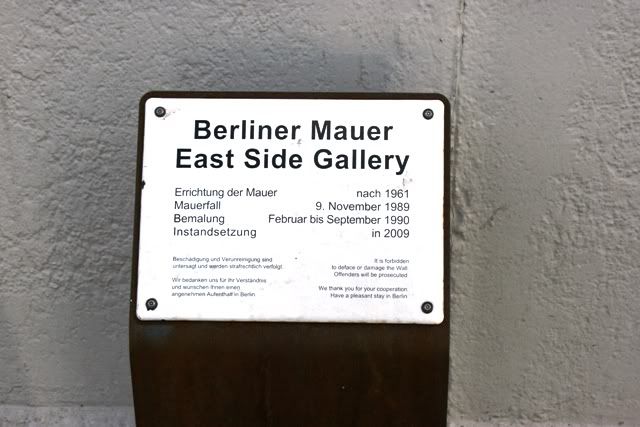 Berliner Mauer
East Side Gallery
Errichtung der Mauer nach 1961
Mauerfall 9. November 1989
Bemalung Februar bis September 1990
Instandsetzung in 2009
Beschädigung und Verunreinigung sind
untersagt und werden strafrechtlich verfolgt.
Wir bedanken uns für Ihr Verständnis
und wünschen Ihnen einen
angenehmen Aufenthalt in Berlin
It is forbidden
to deface or damage the Wall.
Offenders will be prosecuted
We thank you for your cooperation.
Have a pleasant stay in Berlin